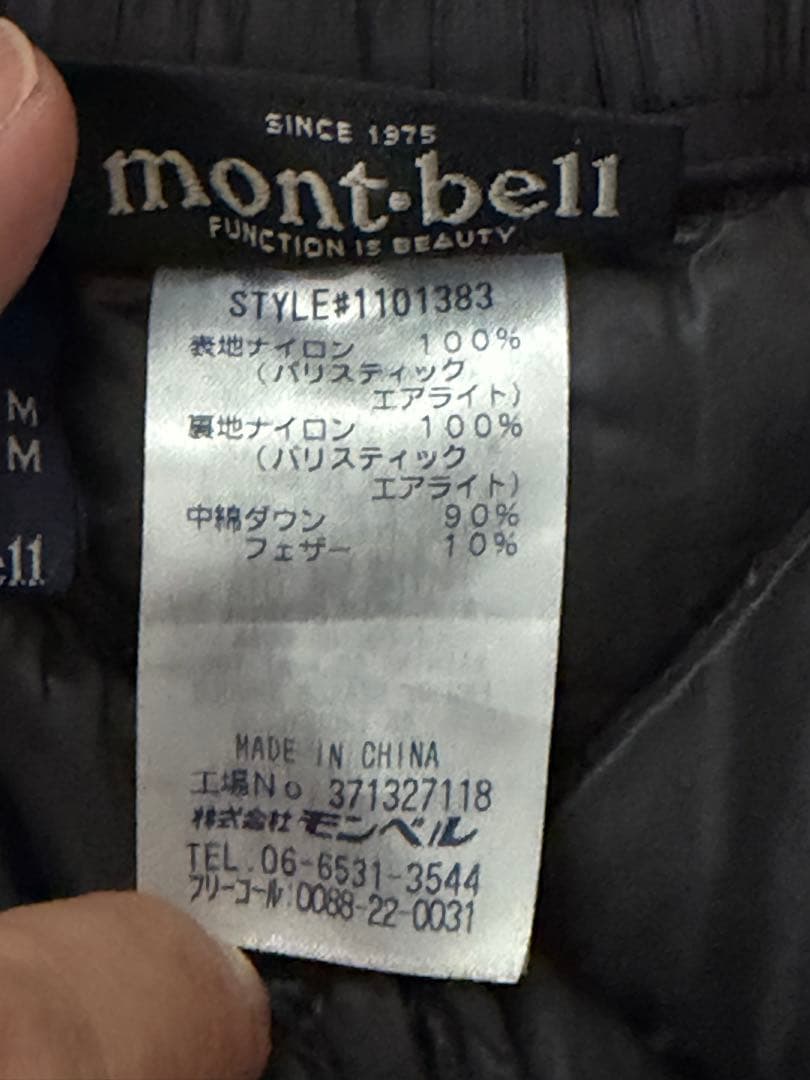 SINCE 1975
mont·bell
FUNCTION IS BEAUTY
STYLE#1101383
表地ナイロン 100%
(バリスティック
エアライト)
裏地ナイロン 100%
(バリスティック
エアライト)
中綿ダウン 90%
フェザー 10%
MADE IN CHINA
工場No 371327118
株式会社 モンベル
TEL.06-6531-3544
フリーコール:0088-22-0031
M
M
ell